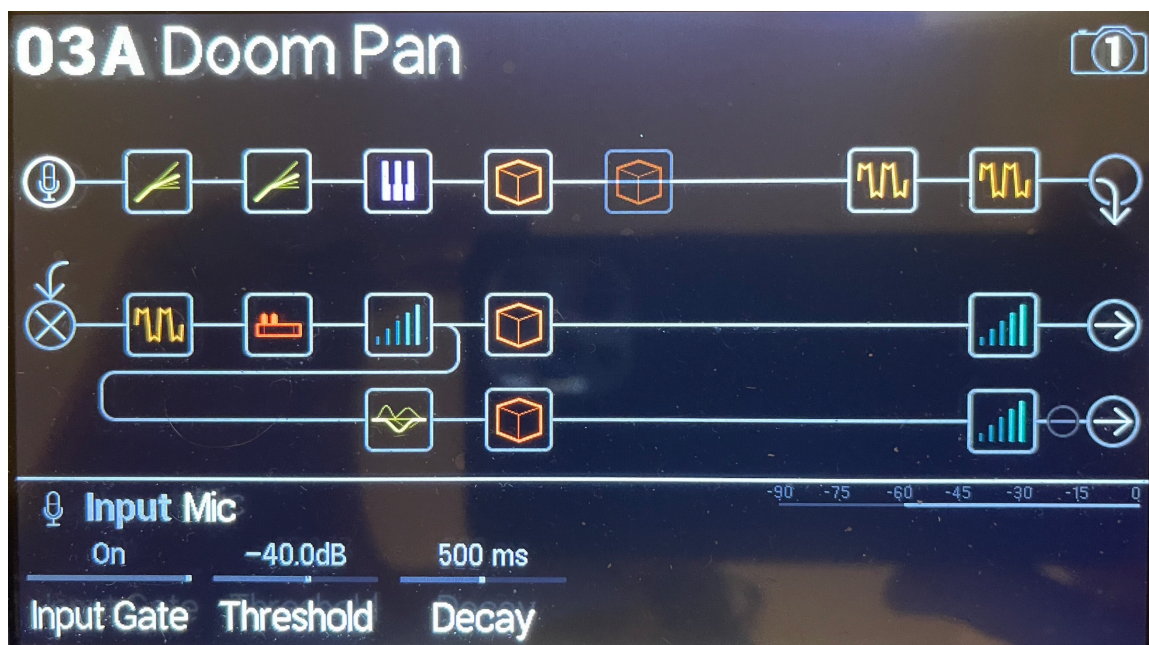 03A Doom Pan
1
Input Mic
-90 -75 -60 -45 -30 -15 0
On -40.0dB 500 ms
Input Gate Threshold Decay